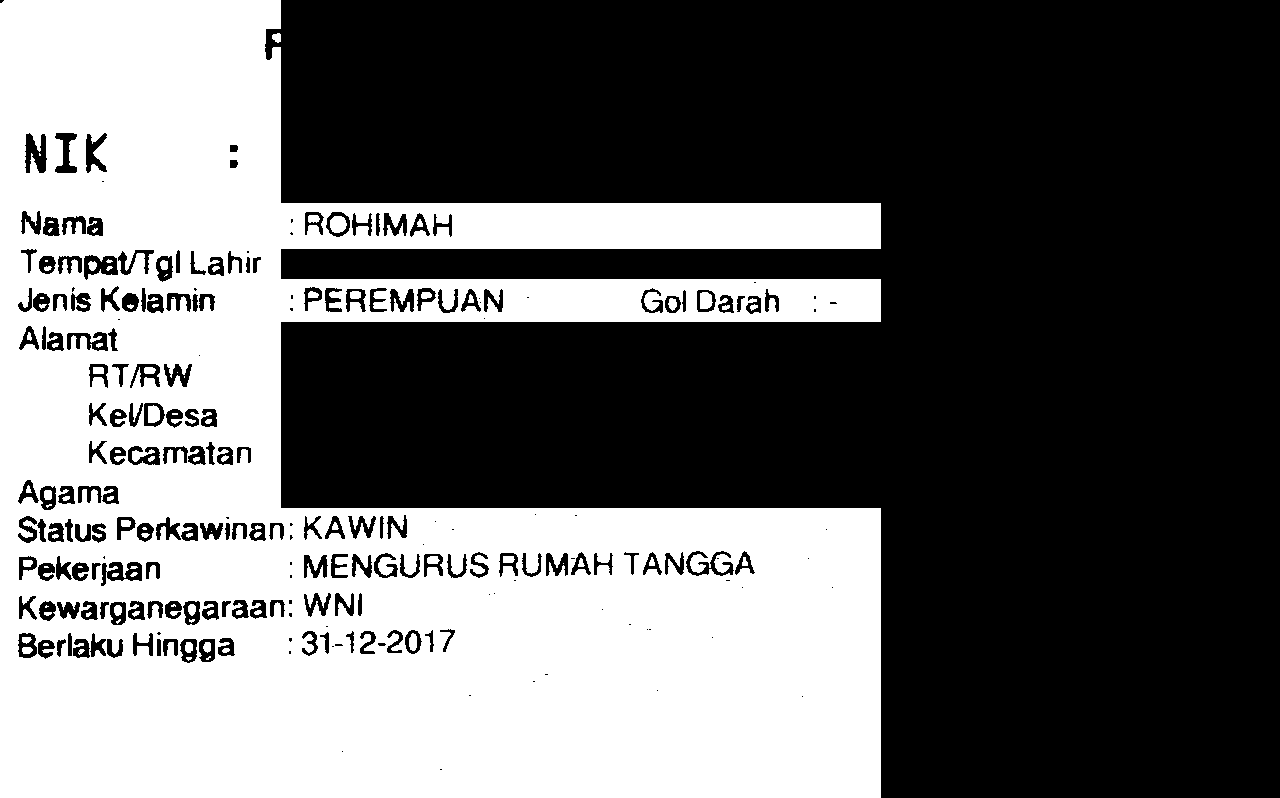 NIK :
Nama : ROHIMAH
Tempat/Tgl Lahir
Jenis Kelamin : PEREMPUAN Gol Darah : -
Alamat
RT/RW
Kel/Desa
Kecamatan
Agama
Status Perkawinan: KAWIN
Pekerjaan : MENGURUS RUMAH TANGGA
Kewarganegaraan: WNI
Berlaku Hingga : 31-12-2017